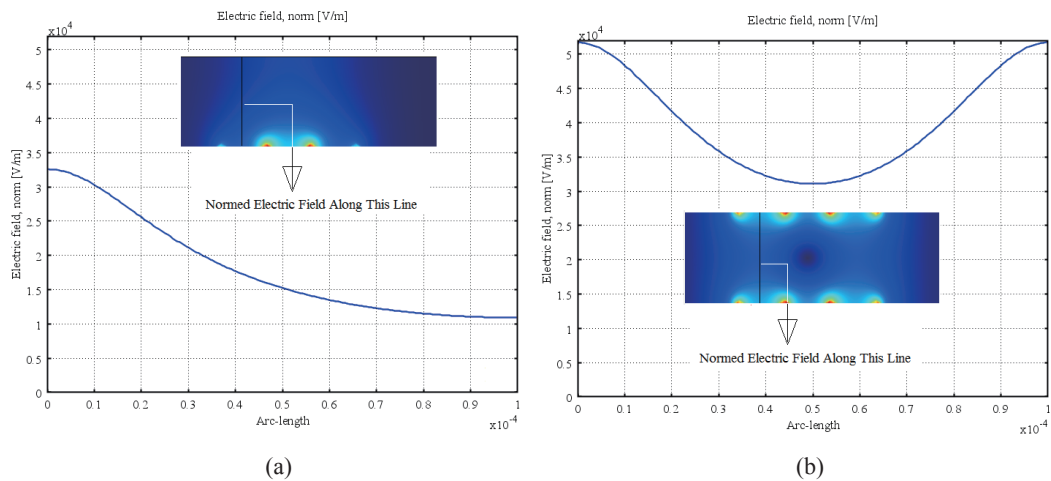 Electric field, norm [V/m]
x10^4
5
4.5
4
3.5
3
2.5
2
1.5
1
0.5
0
Electric field, norm [V/m]
Normed Electric Field Along This Line
0 0.1 0.2 0.3 0.4 0.5 0.6 0.7 0.8 0.9 1
Arc-length
x10^-4
(a)
Electric field, norm [V/m]
x10^4
5
4.5
4
3.5
3
2.5
2
1.5
1
0.5
0
Electric field, norm [V/m]
Normed Electric Field Along This Line
0 0.1 0.2 0.3 0.4 0.5 0.6 0.7 0.8 0.9 1
Arc-length
x10^-4
(b)